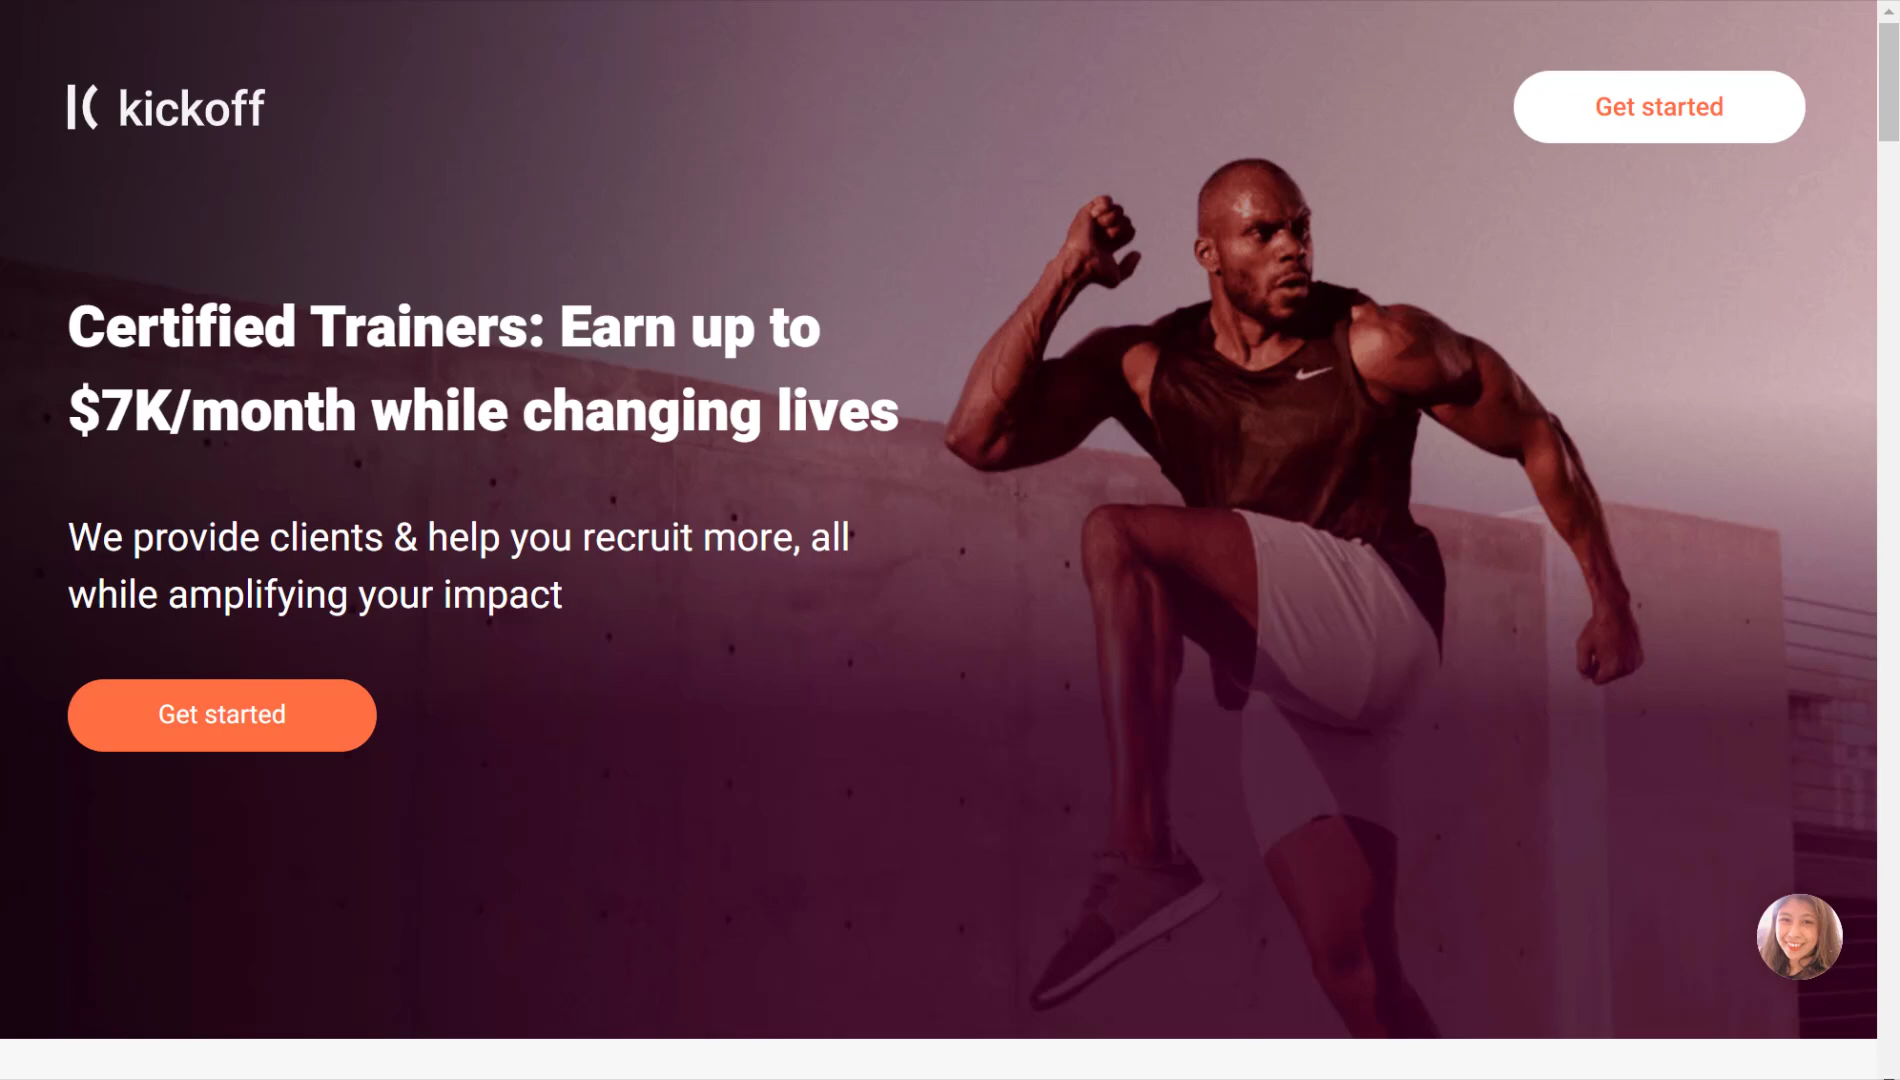 kickoff
Get started
Certified Trainers: Earn up to
$7K/month while changing lives
We provide clients & help you recruit more, all
while amplifying your impact
Get started